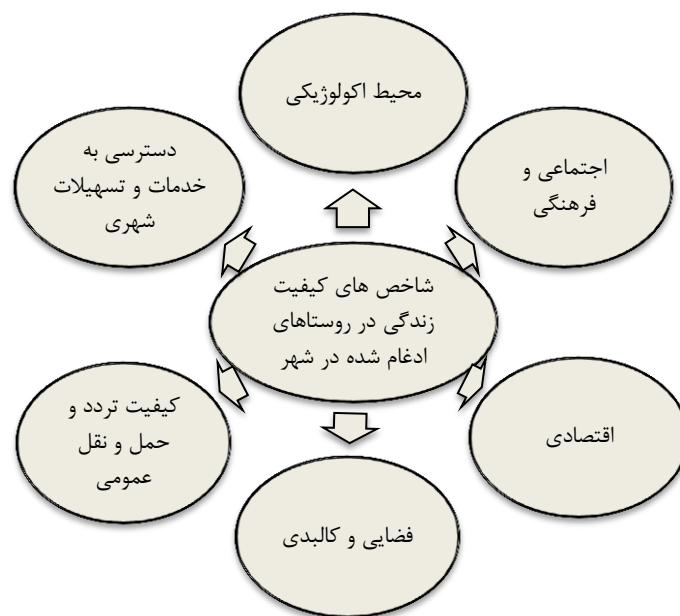 محیط اکولوژیکی
اجتماعی و
فرهنگی
دسترسی به
خدمات و تسهیلات
شهری
شاخص های کیفیت
زندگی در روستاهای
ادغام شده در شهر
اقتصادی
کیفیت تردد و
حمل و نقل
عمومی
فضایی و کالبدی